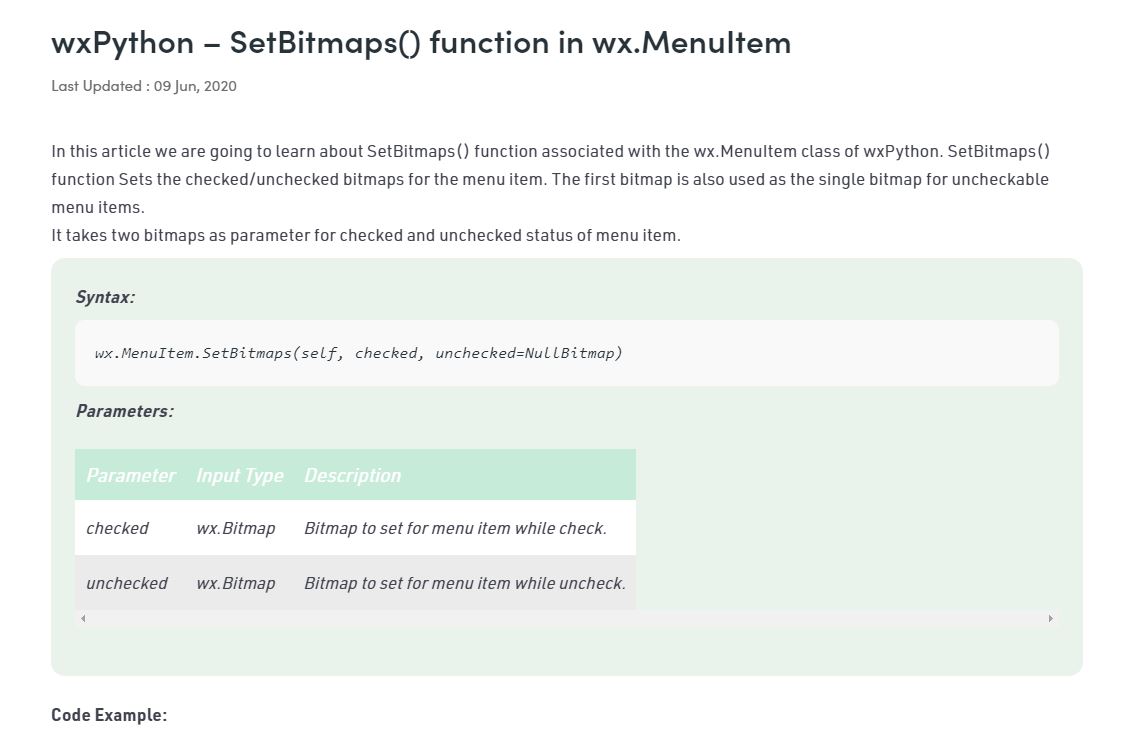 wxPython – SetBitmaps() function in wx.MenuItem
Last Updated : 09 Jun, 2020
In this article we are going to learn about SetBitmaps() function associated with the wx.MenuItem class of wxPython. SetBitmaps()
function Sets the checked/unchecked bitmaps for the menu item. The first bitmap is also used as the single bitmap for uncheckable
menu items.
It takes two bitmaps as parameter for checked and unchecked status of menu item.
Syntax:
wx.MenuItem.SetBitmaps(self, checked, unchecked=NullBitmap)
Parameters:
Parameter Input Type Description
checked wx.Bitmap Bitmap to set for menu item while check.
unchecked wx.Bitmap Bitmap to set for menu item while uncheck.
Code Example: